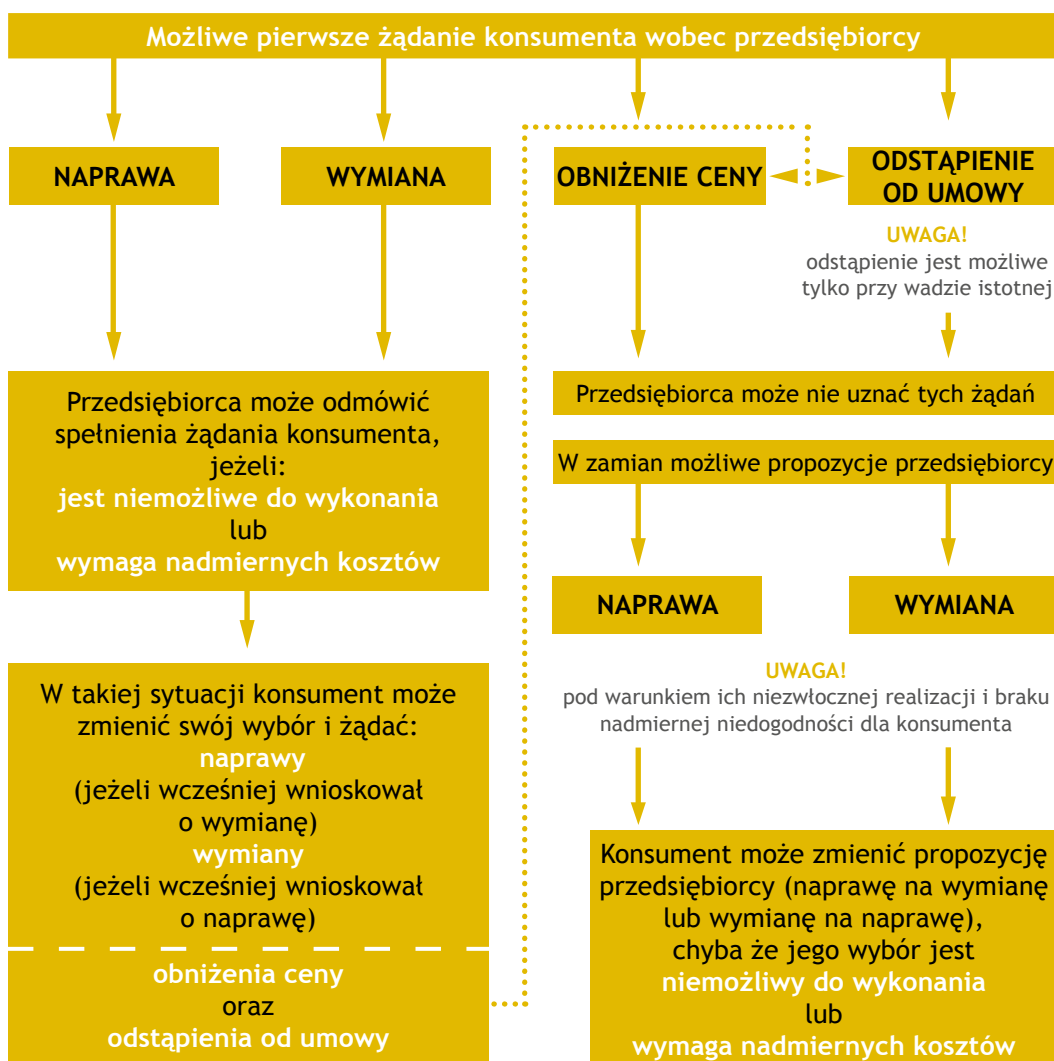 Możliwe pierwsze żądanie konsumenta wobec przedsiębiorcy
NAPRAWA
WYMIANA
OBNIŻENIE CENY
ODSTĄPIENIE
OD UMOWY
UWAGA!
odstąpienie jest możliwe
tylko przy wadzie istotnej
Przedsiębiorca może odmówić
spełnienia żądania konsumenta,
jeżeli:
jest niemożliwe do wykonania
lub
wymaga nadmiernych kosztów
W takiej sytuacji konsument może
zmienić swój wybór i żądać:
naprawy
(jeżeli wcześniej wnioskował
o wymianę)
wymiany
(jeżeli wcześniej wnioskował
o naprawę)
obniżenia ceny
oraz
odstąpienia od umowy
Przedsiębiorca może nie uznać tych żądań
W zamian możliwe propozycje przedsiębiorcy
NAPRAWA
WYMIANA
UWAGA!
pod warunkiem ich niezwłocznej realizacji i braku
nadmiernej niedogodności dla konsumenta
Konsument może zmienić propozycję
przedsiębiorcy (naprawę na wymianę
lub wymianę na naprawę),
chyba że jego wybór jest
niemożliwy do wykonania
lub
wymaga nadmiernych kosztów